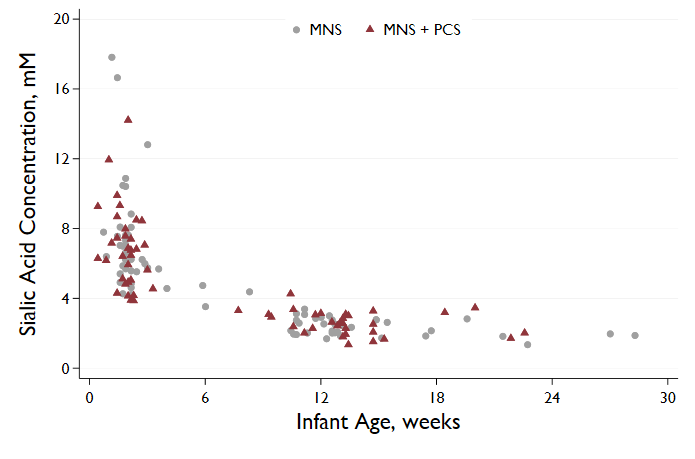 MNS MNS + PCS
Sialic Acid Concentration, mM
20
16
12
8
4
0
0 6 12 18 24 30
Infant Age, weeks